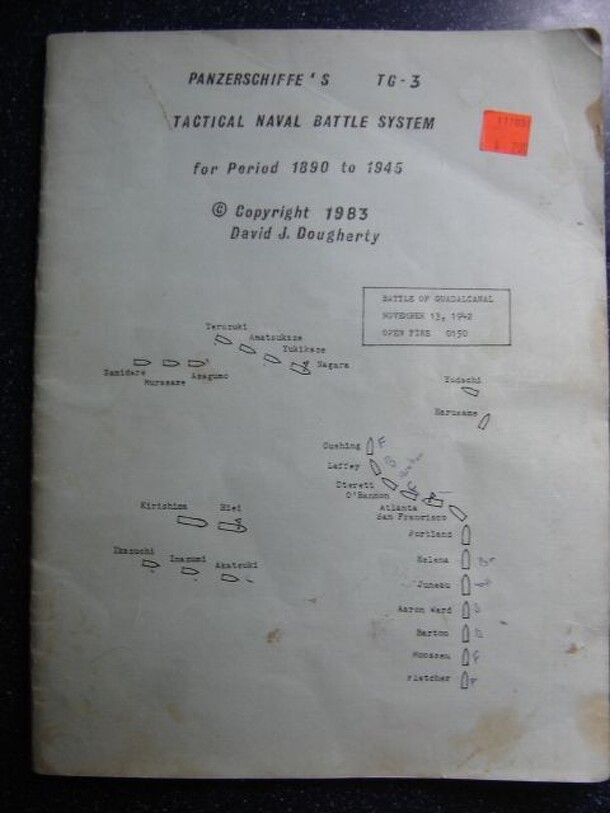 PANZERSCHIFFE'S TG-3
TACTICAL NAVAL BATTLE SYSTEM
for Period 1890 to 1945
© Copyright 1983
David J. Dougherty
BATTLE OF GUADALCANAL
NOVEMBER 13, 1942
OPEN FIRE 0150
Teruzuki
Amatsukaze
Yukikaze
Nagara
Samidare
Murasame
Asagumo
Yudachi
Harusame
Cushing F
Laffey B
Sterett
O'Bannon F
Atlanta
San Francisco
Portland
Kirishima Hiei
Ikazuchi Inazumi Akatsuki
Helena
Juneau
Aaron Ward B
Barton B
Monssen F
Fletcher F